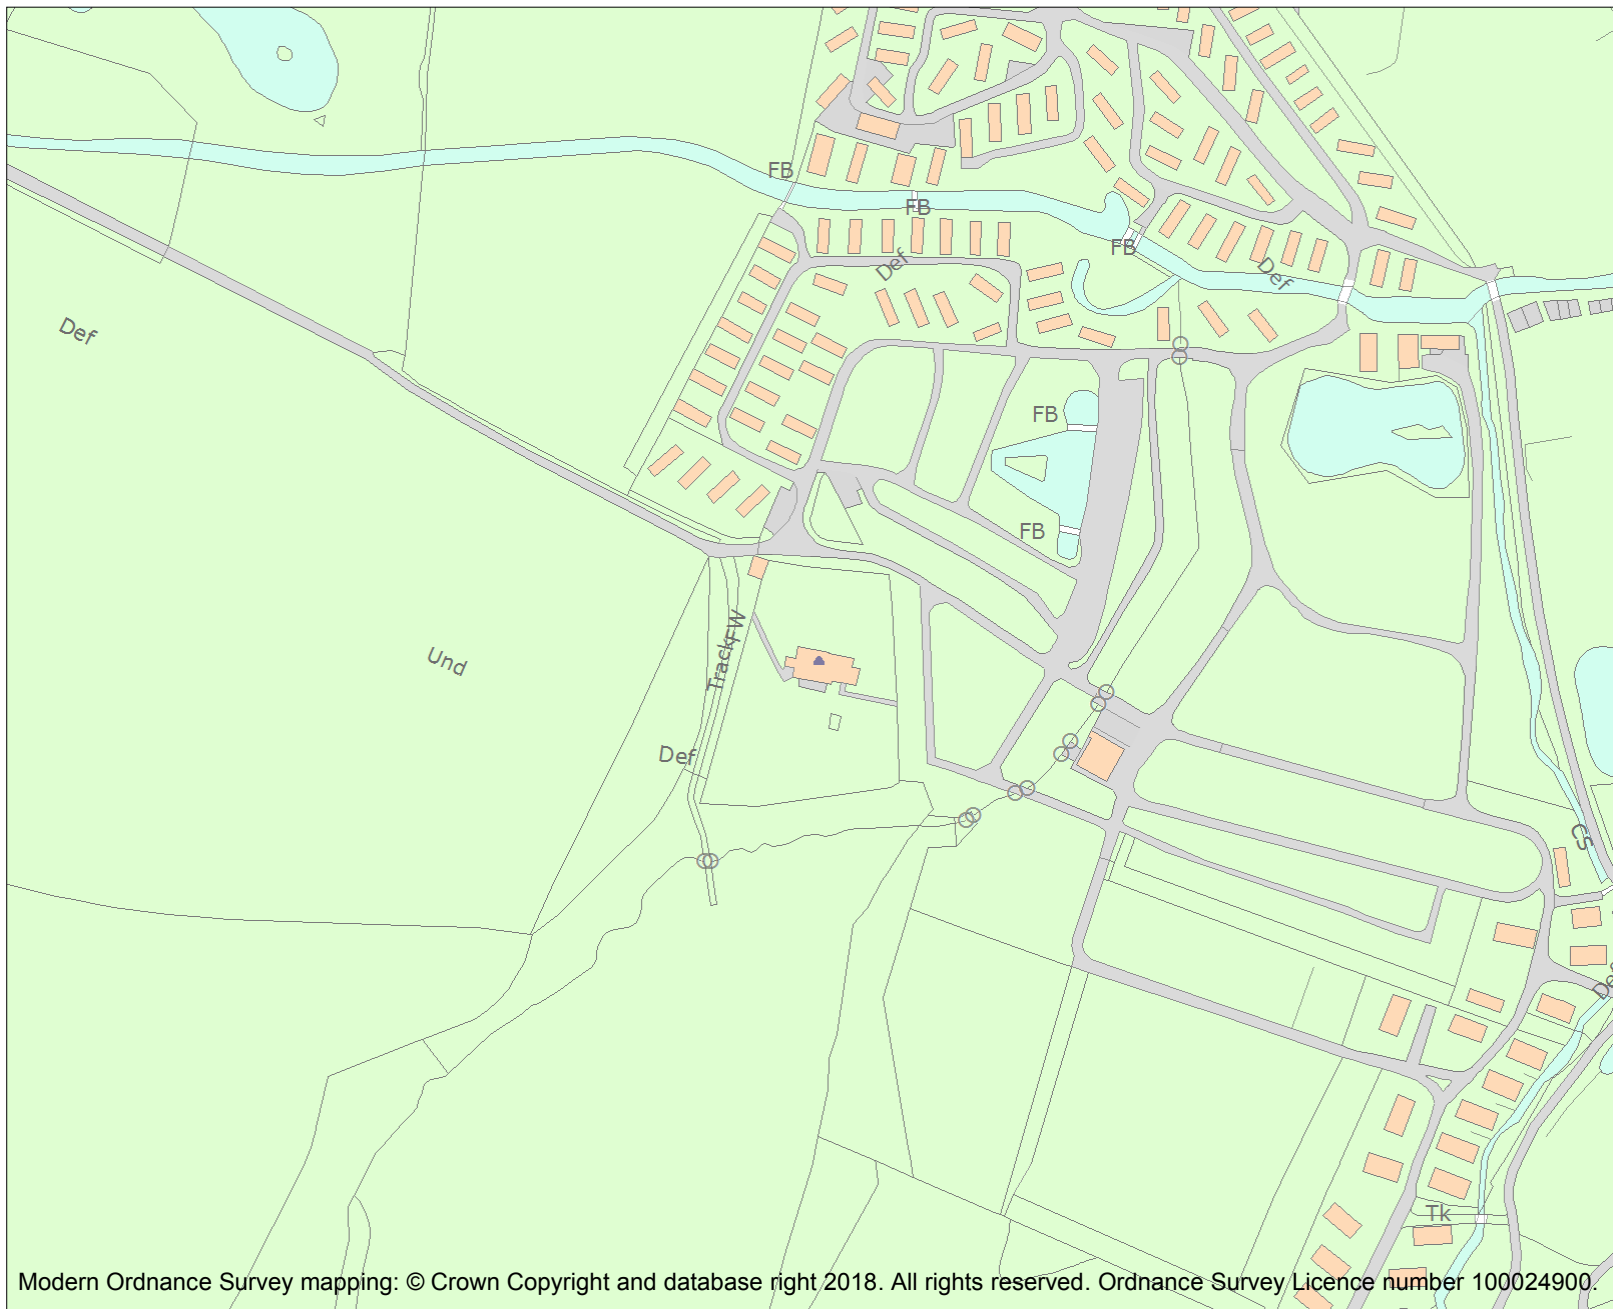 FB
FB
FB
Def
Def
Def
FB
FB
Track
FW
Und
Def
CS
Def
Tk
Modern Ordnance Survey mapping: © Crown Copyright and database right 2018. All rights reserved. Ordnance Survey Licence number 100024900.